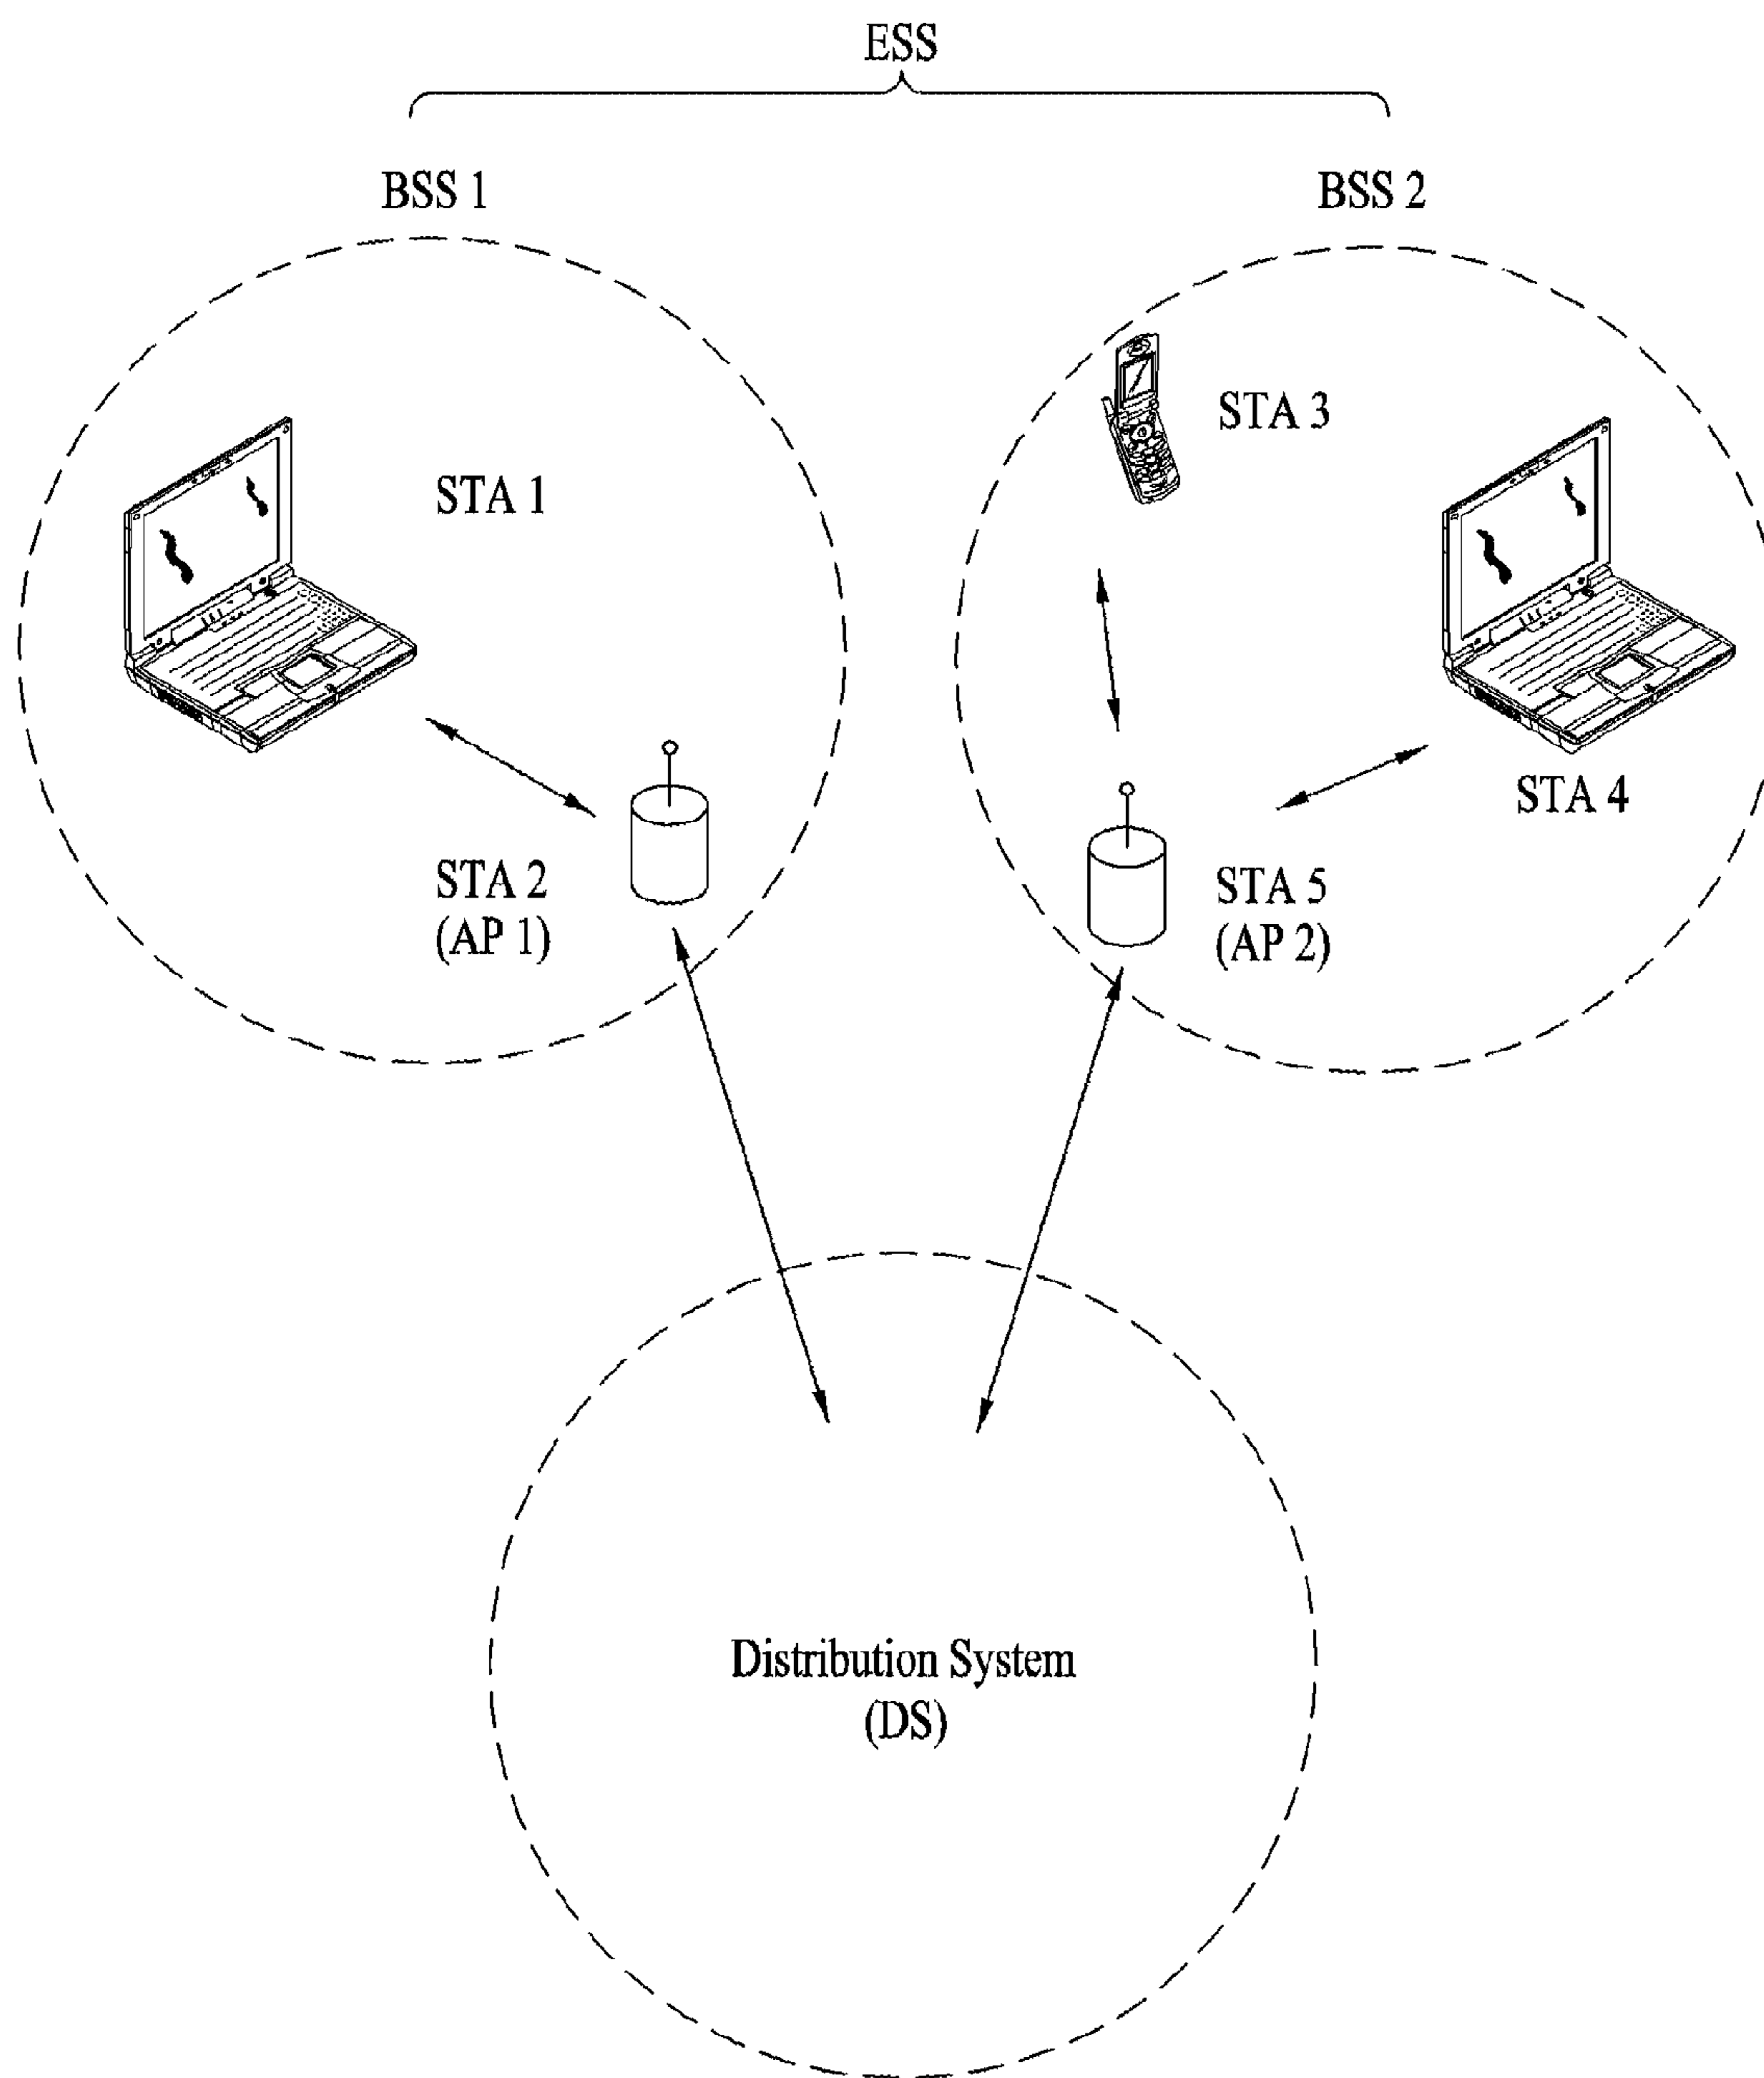 ESS
BSS 1
BSS 2
STA 3
STA 1
STA 4
STA 2
(AP 1)
STA 5
(AP 2)
Distribution System
(DS)